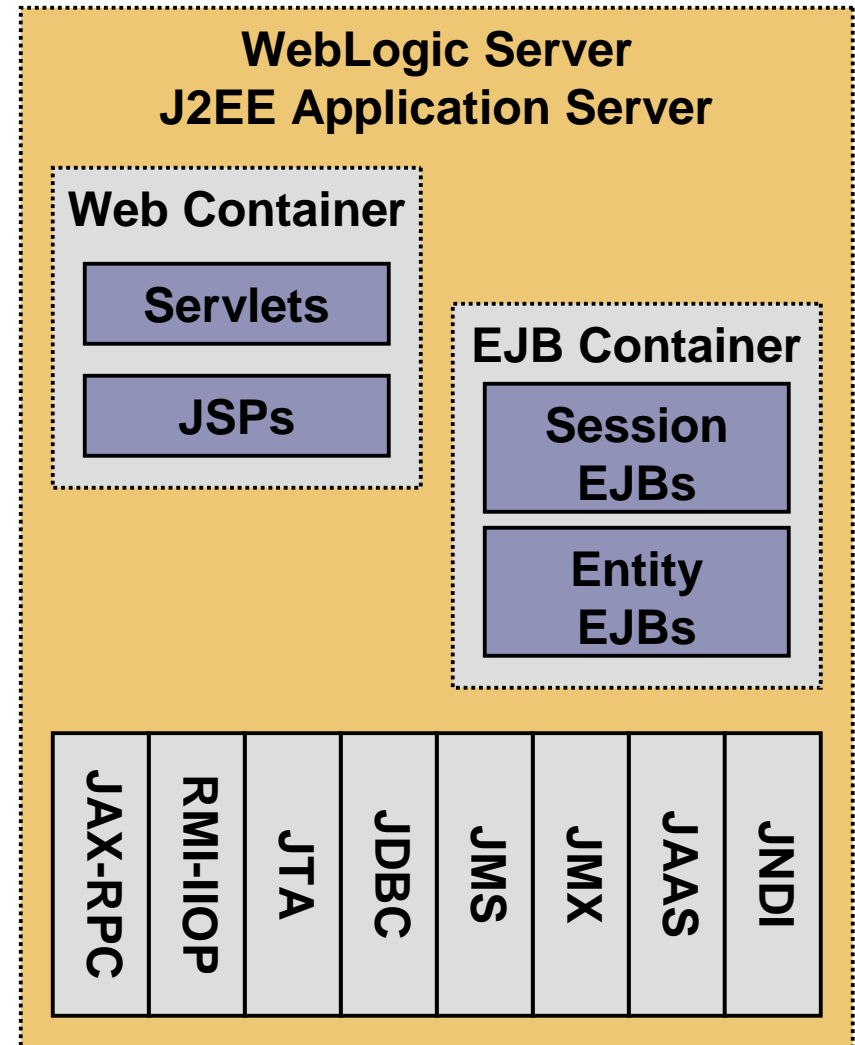 WebLogic Server
J2EE Application Server
Web Container
Servlets
JSPs
EJB Container
Session
EJBs
Entity
EJBs
JAX-RPC
RMI-IIOP
JTA
JDBC
JMS
JMX
JAAS
JNDI